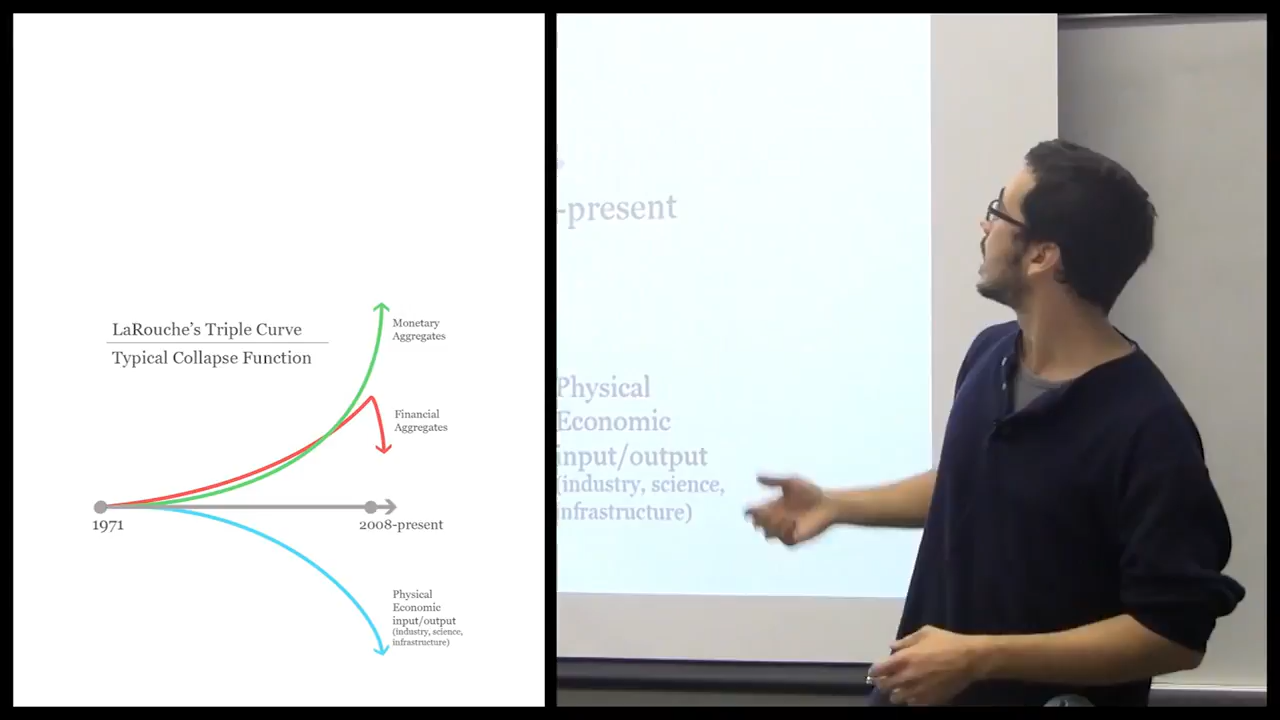 LaRouche's Triple Curve
Typical Collapse Function
Monetary
Aggregates
Financial
Aggregates
1971
2008-present
Physical
Economic
input/output
(industry, science,
infrastructure)
-present
Physical
Economic
input/output
(industry, science,
nfrastructure)